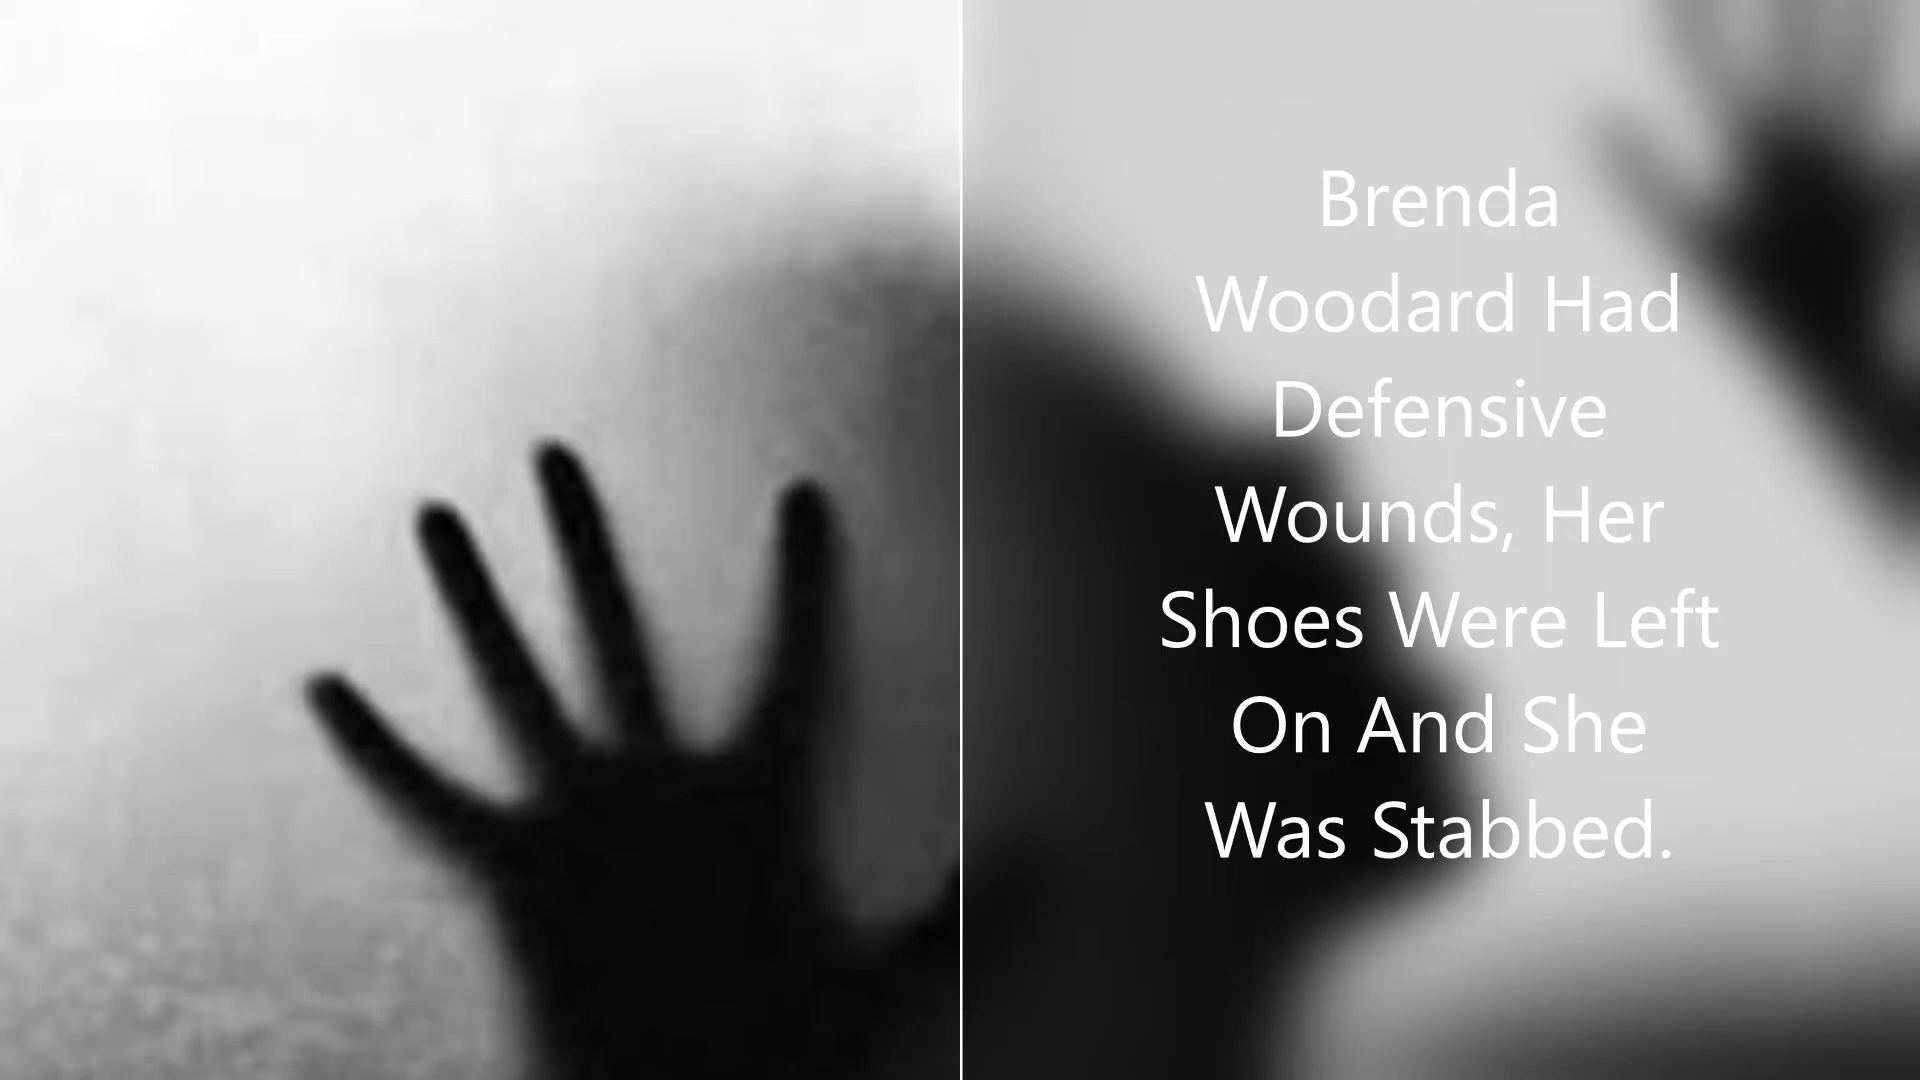 Brenda
Woodard Had
Defensive
Wounds, Her
Shoes Were Left
On And She
Was Stabbed.